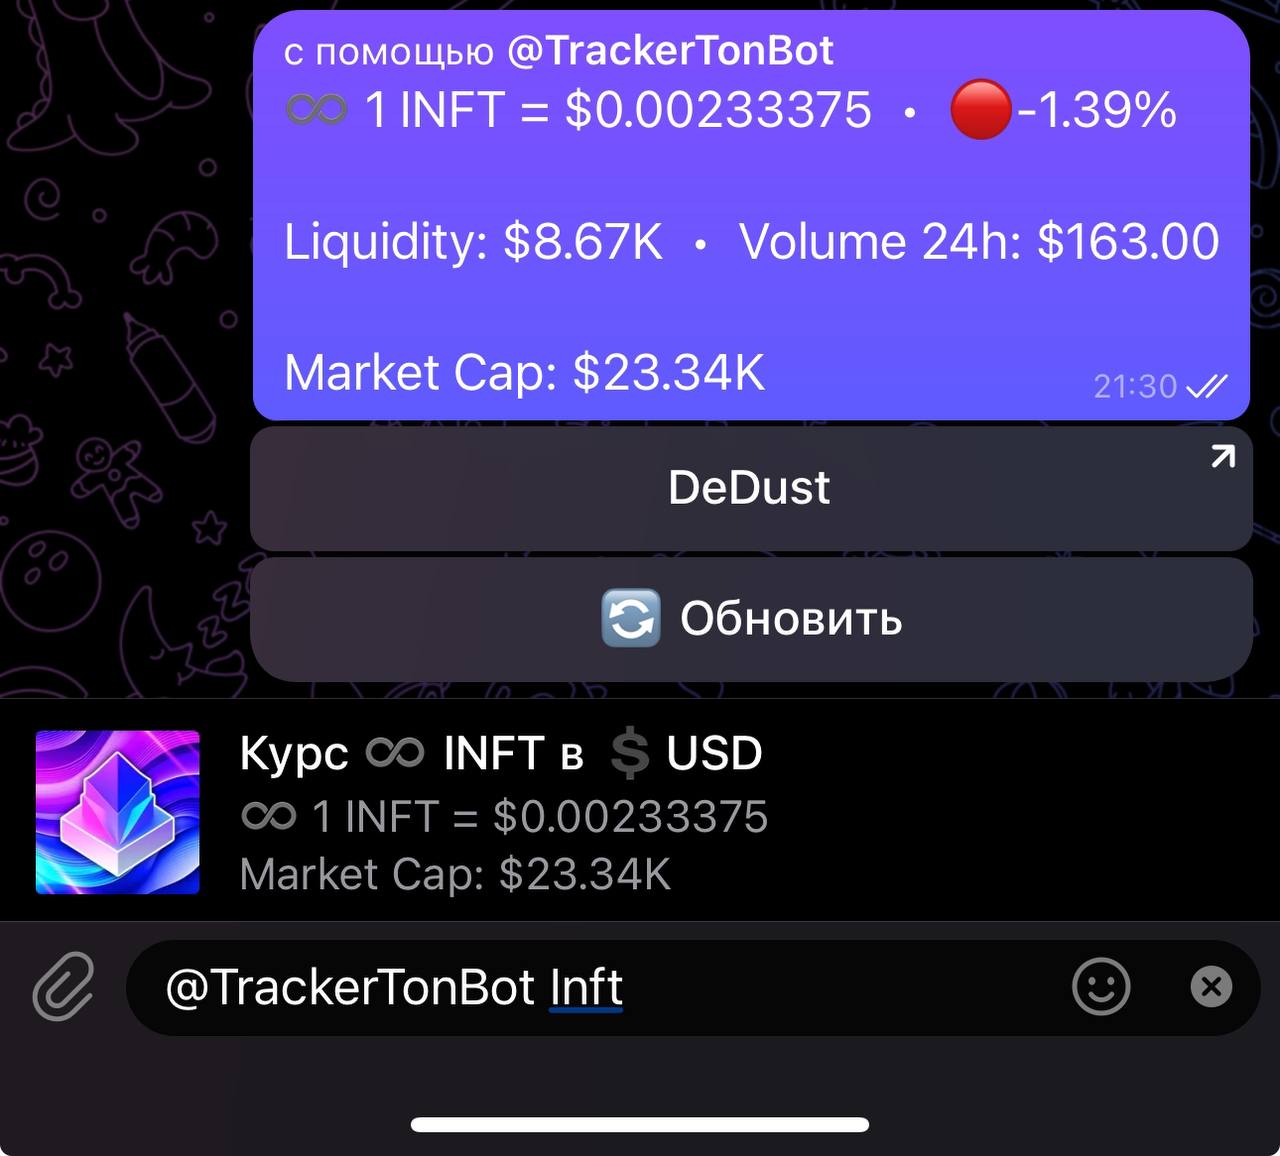 с помощью @TrackerTonBot
♾ 1 INFT = $0.00233375 • 🔴-1.39%
Liquidity: $8.67K • Volume 24h: $163.00
Market Cap: $23.34K
21:30
DeDust
🔄 Обновить
Курс ♾ INFT в 💲 USD
♾ 1 INFT = $0.00233375
Market Cap: $23.34K
@TrackerTonBot Inft